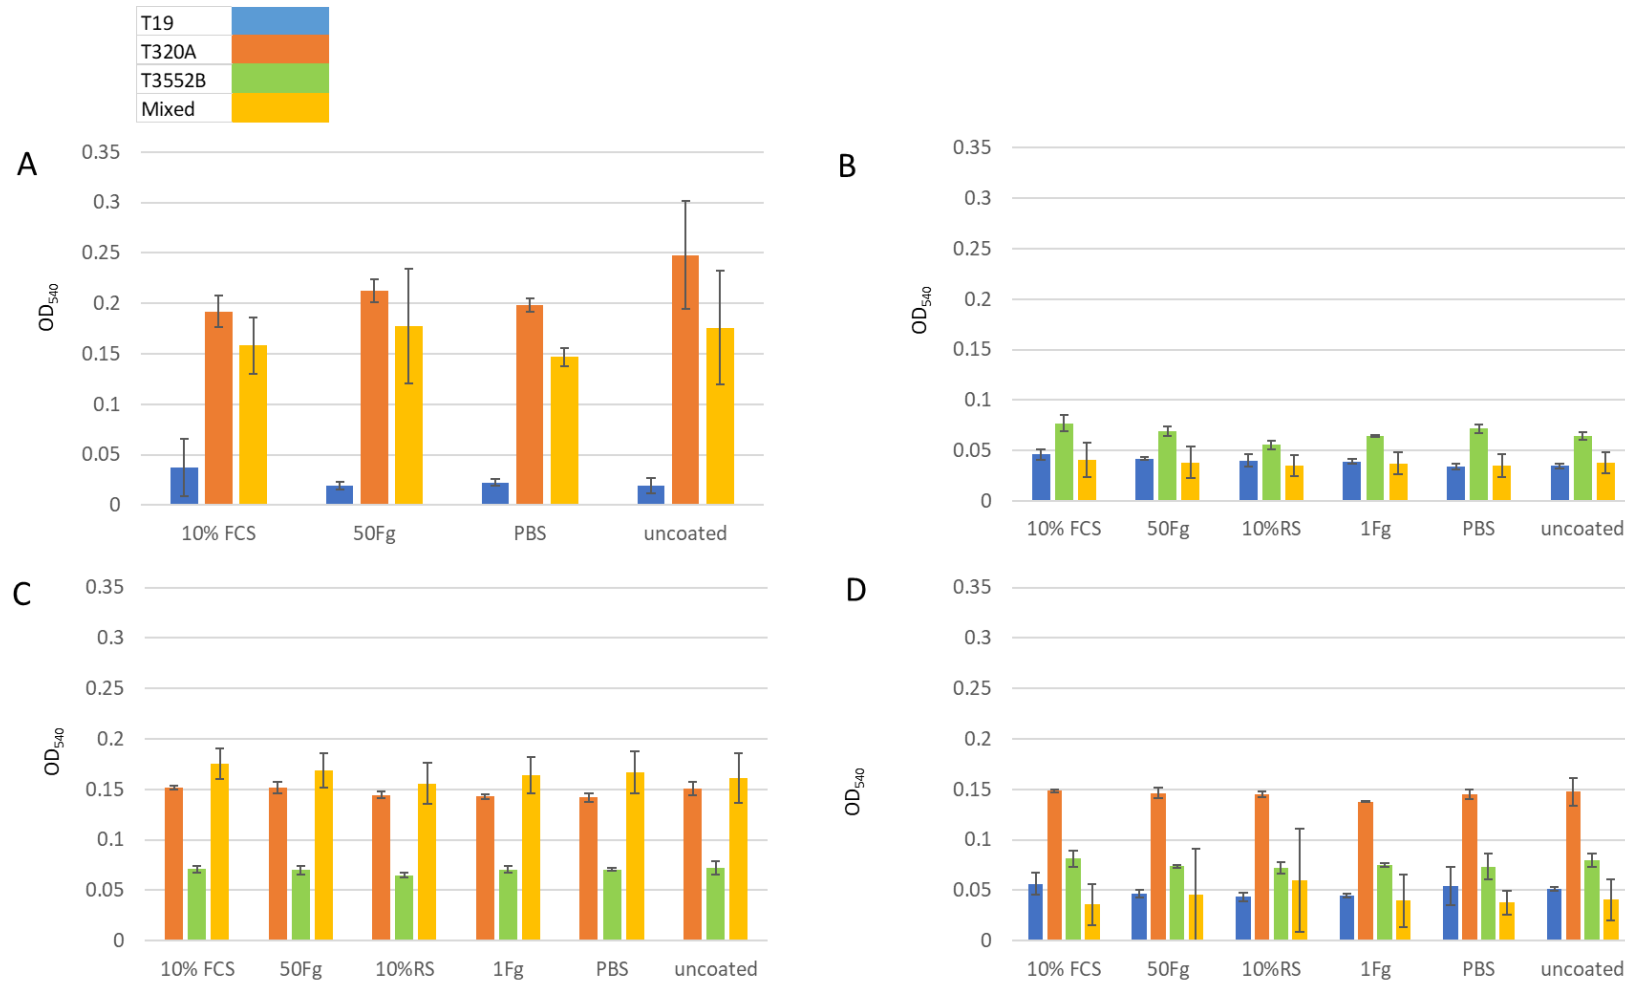 T19
T320A
T3552B
Mixed
A
0.35
0.3
0.25
0.2
0.15
0.1
0.05
0
OD540
10% FCS 50Fg PBS uncoated
B
0.35
0.3
0.25
0.2
0.15
0.1
0.05
0
OD540
10% FCS 50Fg 10%RS 1Fg PBS uncoated
C
0.35
0.3
0.25
0.2
0.15
0.1
0.05
0
OD540
10% FCS 50Fg 10%RS 1Fg PBS uncoated
D
0.35
0.3
0.25
0.2
0.15
0.1
0.05
0
OD540
10% FCS 50Fg 10%RS 1Fg PBS uncoated